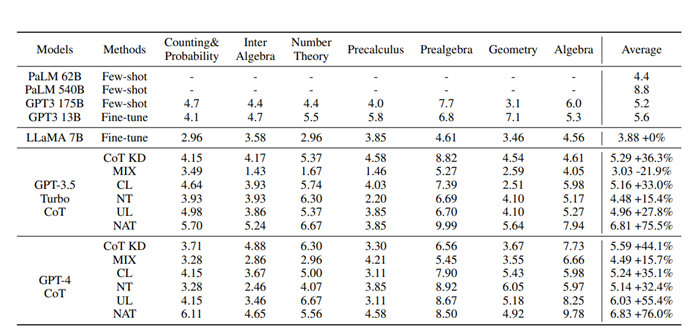 Models Methods Counting& Probability Inter Algebra Number Theory Precalculus Prealgebra Geometry Algebra Average
PaLM 62B Few-shot - - - - - - - 4.4
PaLM 540B Few-shot - - - - - - - 8.8
GPT3 175B Few-shot 4.7 4.4 4.4 4.0 7.7 3.1 6.0 5.2
GPT3 13B Fine-tune 4.1 4.7 5.5 5.8 6.8 7.1 5.3 5.6
LLaMA 7B Fine-tune 2.96 3.58 2.96 3.85 4.61 3.46 4.56 3.88 +0%
GPT-3.5 Turbo CoT
CoT KD 4.15 4.17 5.37 4.58 8.82 4.54 4.61 5.29 +36.3%
MIX 3.49 1.43 1.67 1.46 5.27 2.59 4.05 3.03 -21.9%
CL 4.64 3.93 5.74 4.03 7.39 2.51 5.98 5.16 +33.0%
NT 3.93 3.93 6.30 2.20 6.69 4.10 5.17 4.48 +15.4%
UL 4.98 3.86 5.37 3.85 6.70 4.10 5.27 4.96 +27.8%
NAT 5.70 5.24 6.67 3.85 9.99 5.64 7.94 6.81 +75.5%
GPT-4 CoT
CoT KD 3.71 4.88 6.30 3.30 6.56 3.67 7.73 5.59 +44.1%
MIX 3.28 2.86 2.96 4.21 5.45 3.55 6.66 4.49 +15.7%
CL 4.15 3.67 5.00 3.11 7.90 5.43 5.98 5.24 +35.1%
NT 3.28 2.46 4.07 3.85 8.92 6.05 5.97 5.14 +32.4%
UL 4.15 3.46 6.67 3.11 8.67 5.18 8.25 6.03 +55.4%
NAT 6.11 4.65 5.56 4.58 8.50 4.92 9.78 6.83 +76.0%